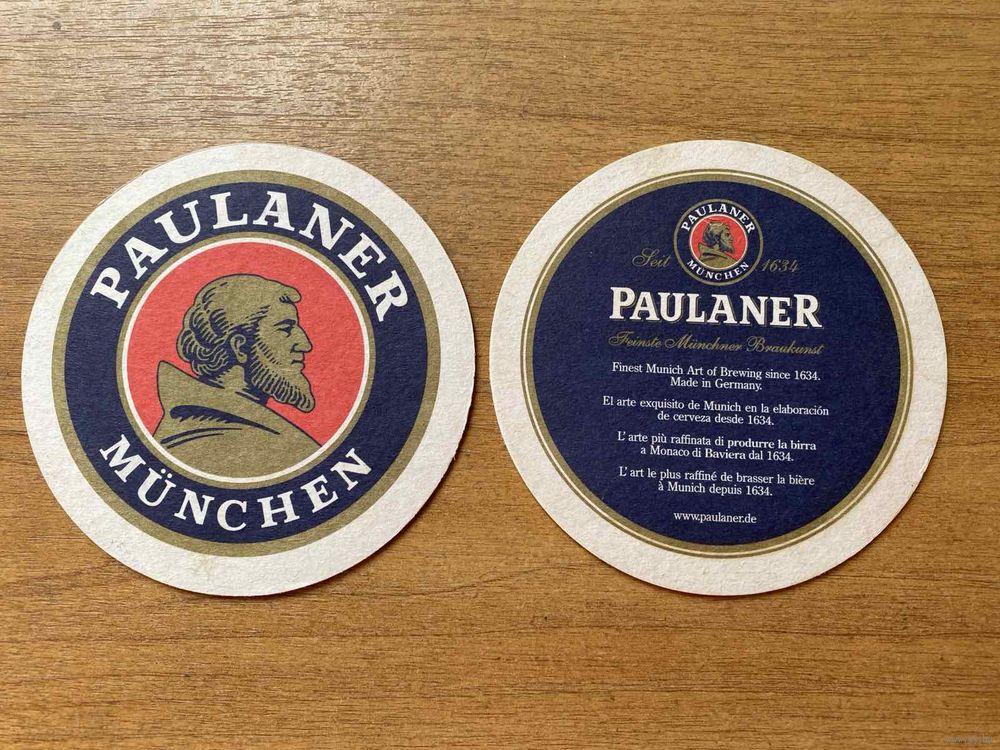 PAULANER
MÜNCHEN
PAULANER
MÜNCHEN
Seit 1634
PAULANER
Feinste Münchner Braukunst
Finest Munich Art of Brewing since 1634.
Made in Germany.
El arte exquisito de Munich en la elaboración
de cerveza desde 1634.
L'arte più raffinata di produrre la birra
a Monaco di Baviera dal 1634.
L'art le plus raffiné de brasser la bière
à Munich depuis 1634.
www.paulaner.de